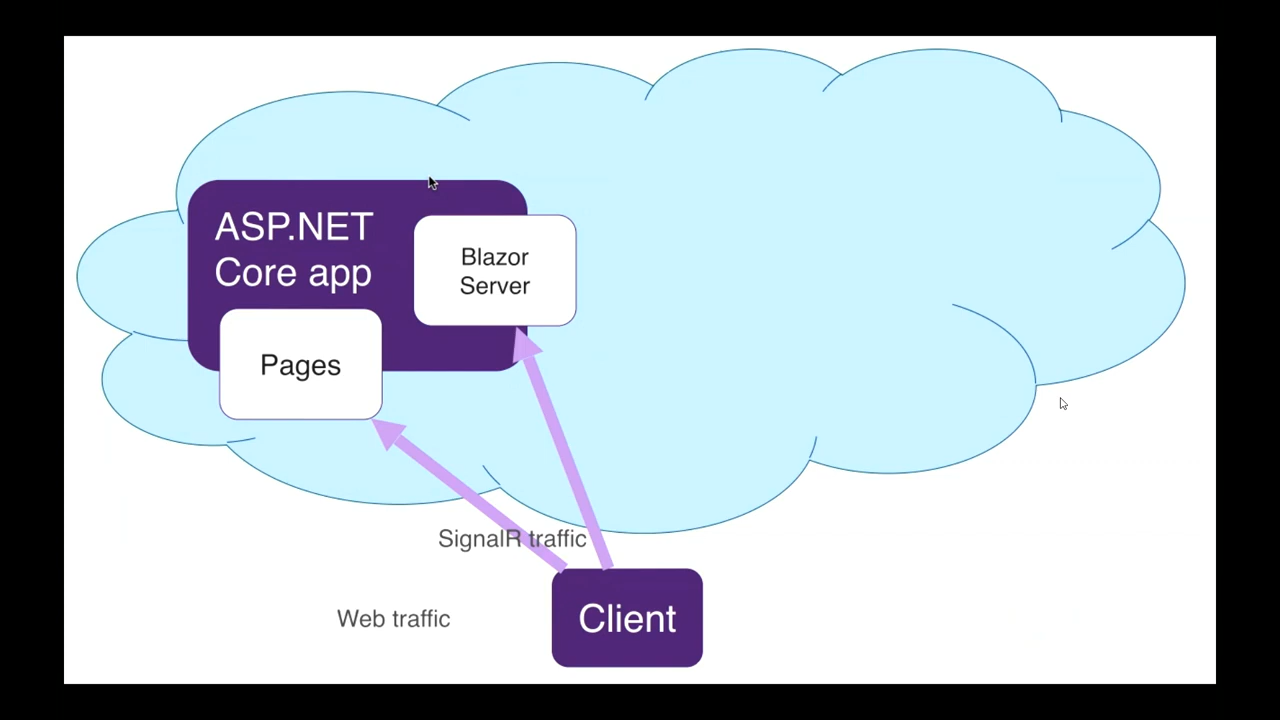 ASP.NET
Core app
Blazor
Server
Pages
SignalR traffic
Web traffic
Client